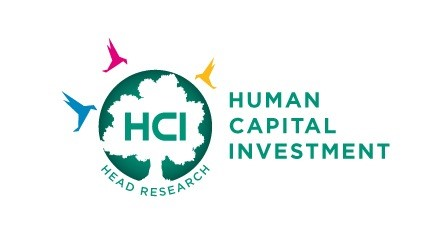 HCI
HEAD RESEARCH
HUMAN
CAPITAL
INVESTMENT